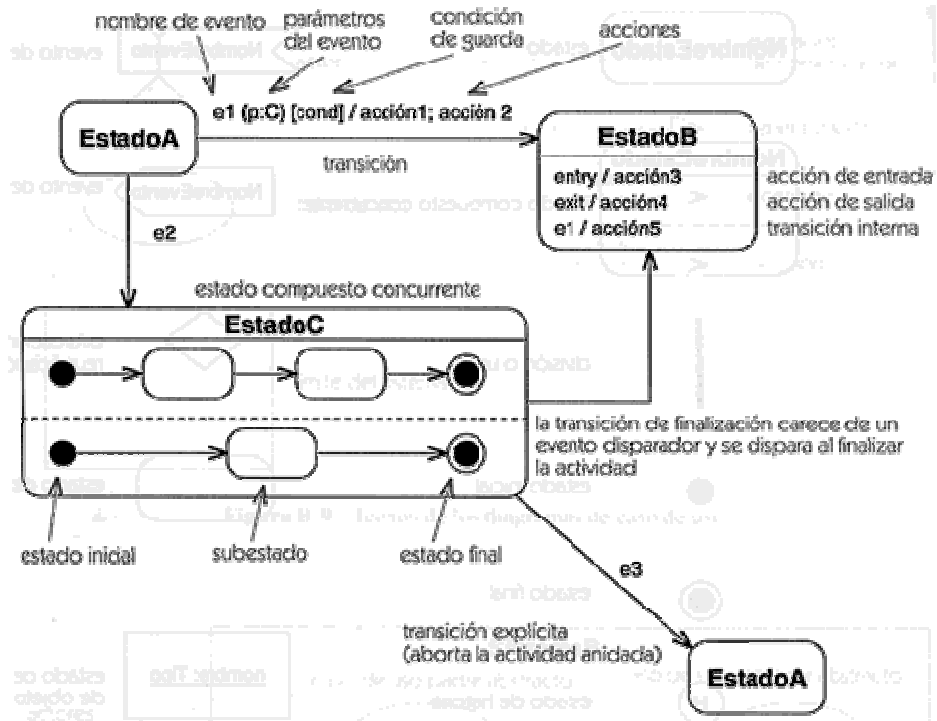 nombre de evento
parámetros
del evento
condición
de guarda
acciones
e1 (p:C) [cond] / acción1; acción 2
EstadoA
transición
EstadoB
entry / acción3
exit / acción4
e1 / acción5
acción de entrada
acción de salida
transición interna
e2
estado compuesto concurrente
EstadoC
la transición de finalización carece de un
evento disparador y se dispara al finalizar
la actividad
estado inicial
subestado
estado final
e3
transición explícita
(aborta la actividad anidada)
EstadoA